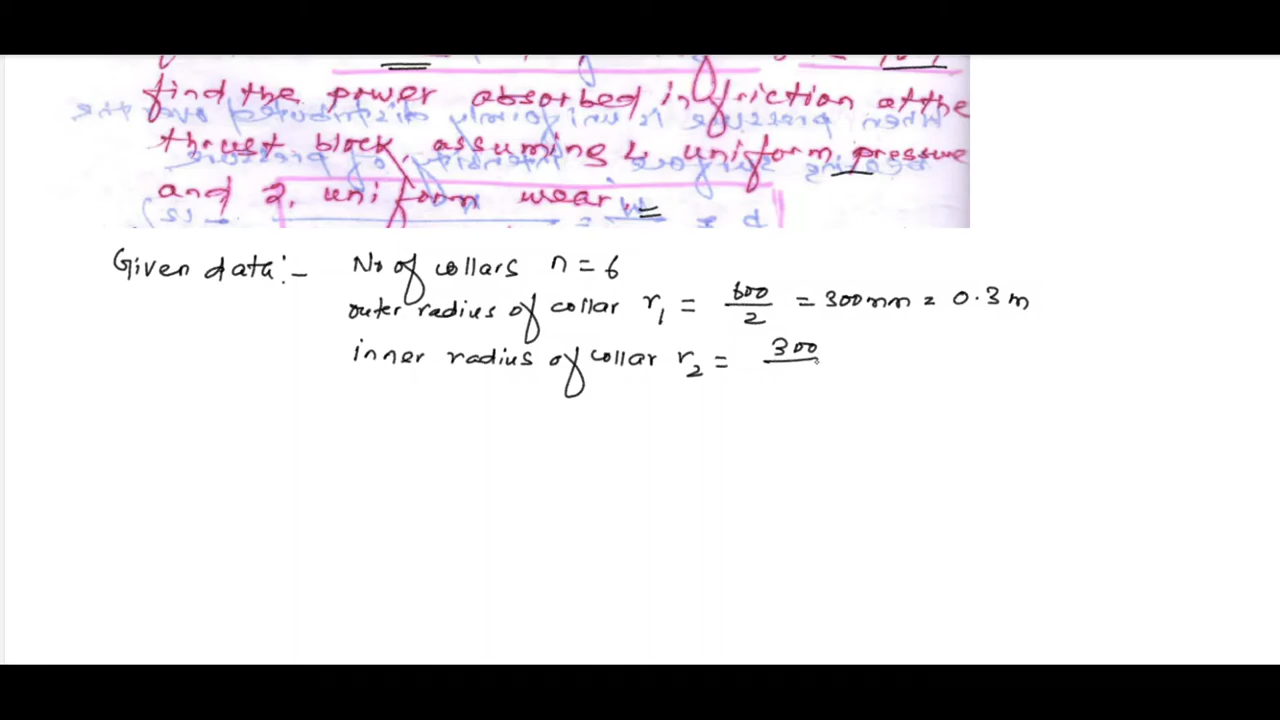 find the power absorbed in friction at the
thrust block, assuming 1, uniform pressure
and 2, uniform wear.
Given data:- No of collars n = 6
outer radius of collar r₁ = 600/2 = 300mm = 0.3 m
inner radius of collar r₂ = 300